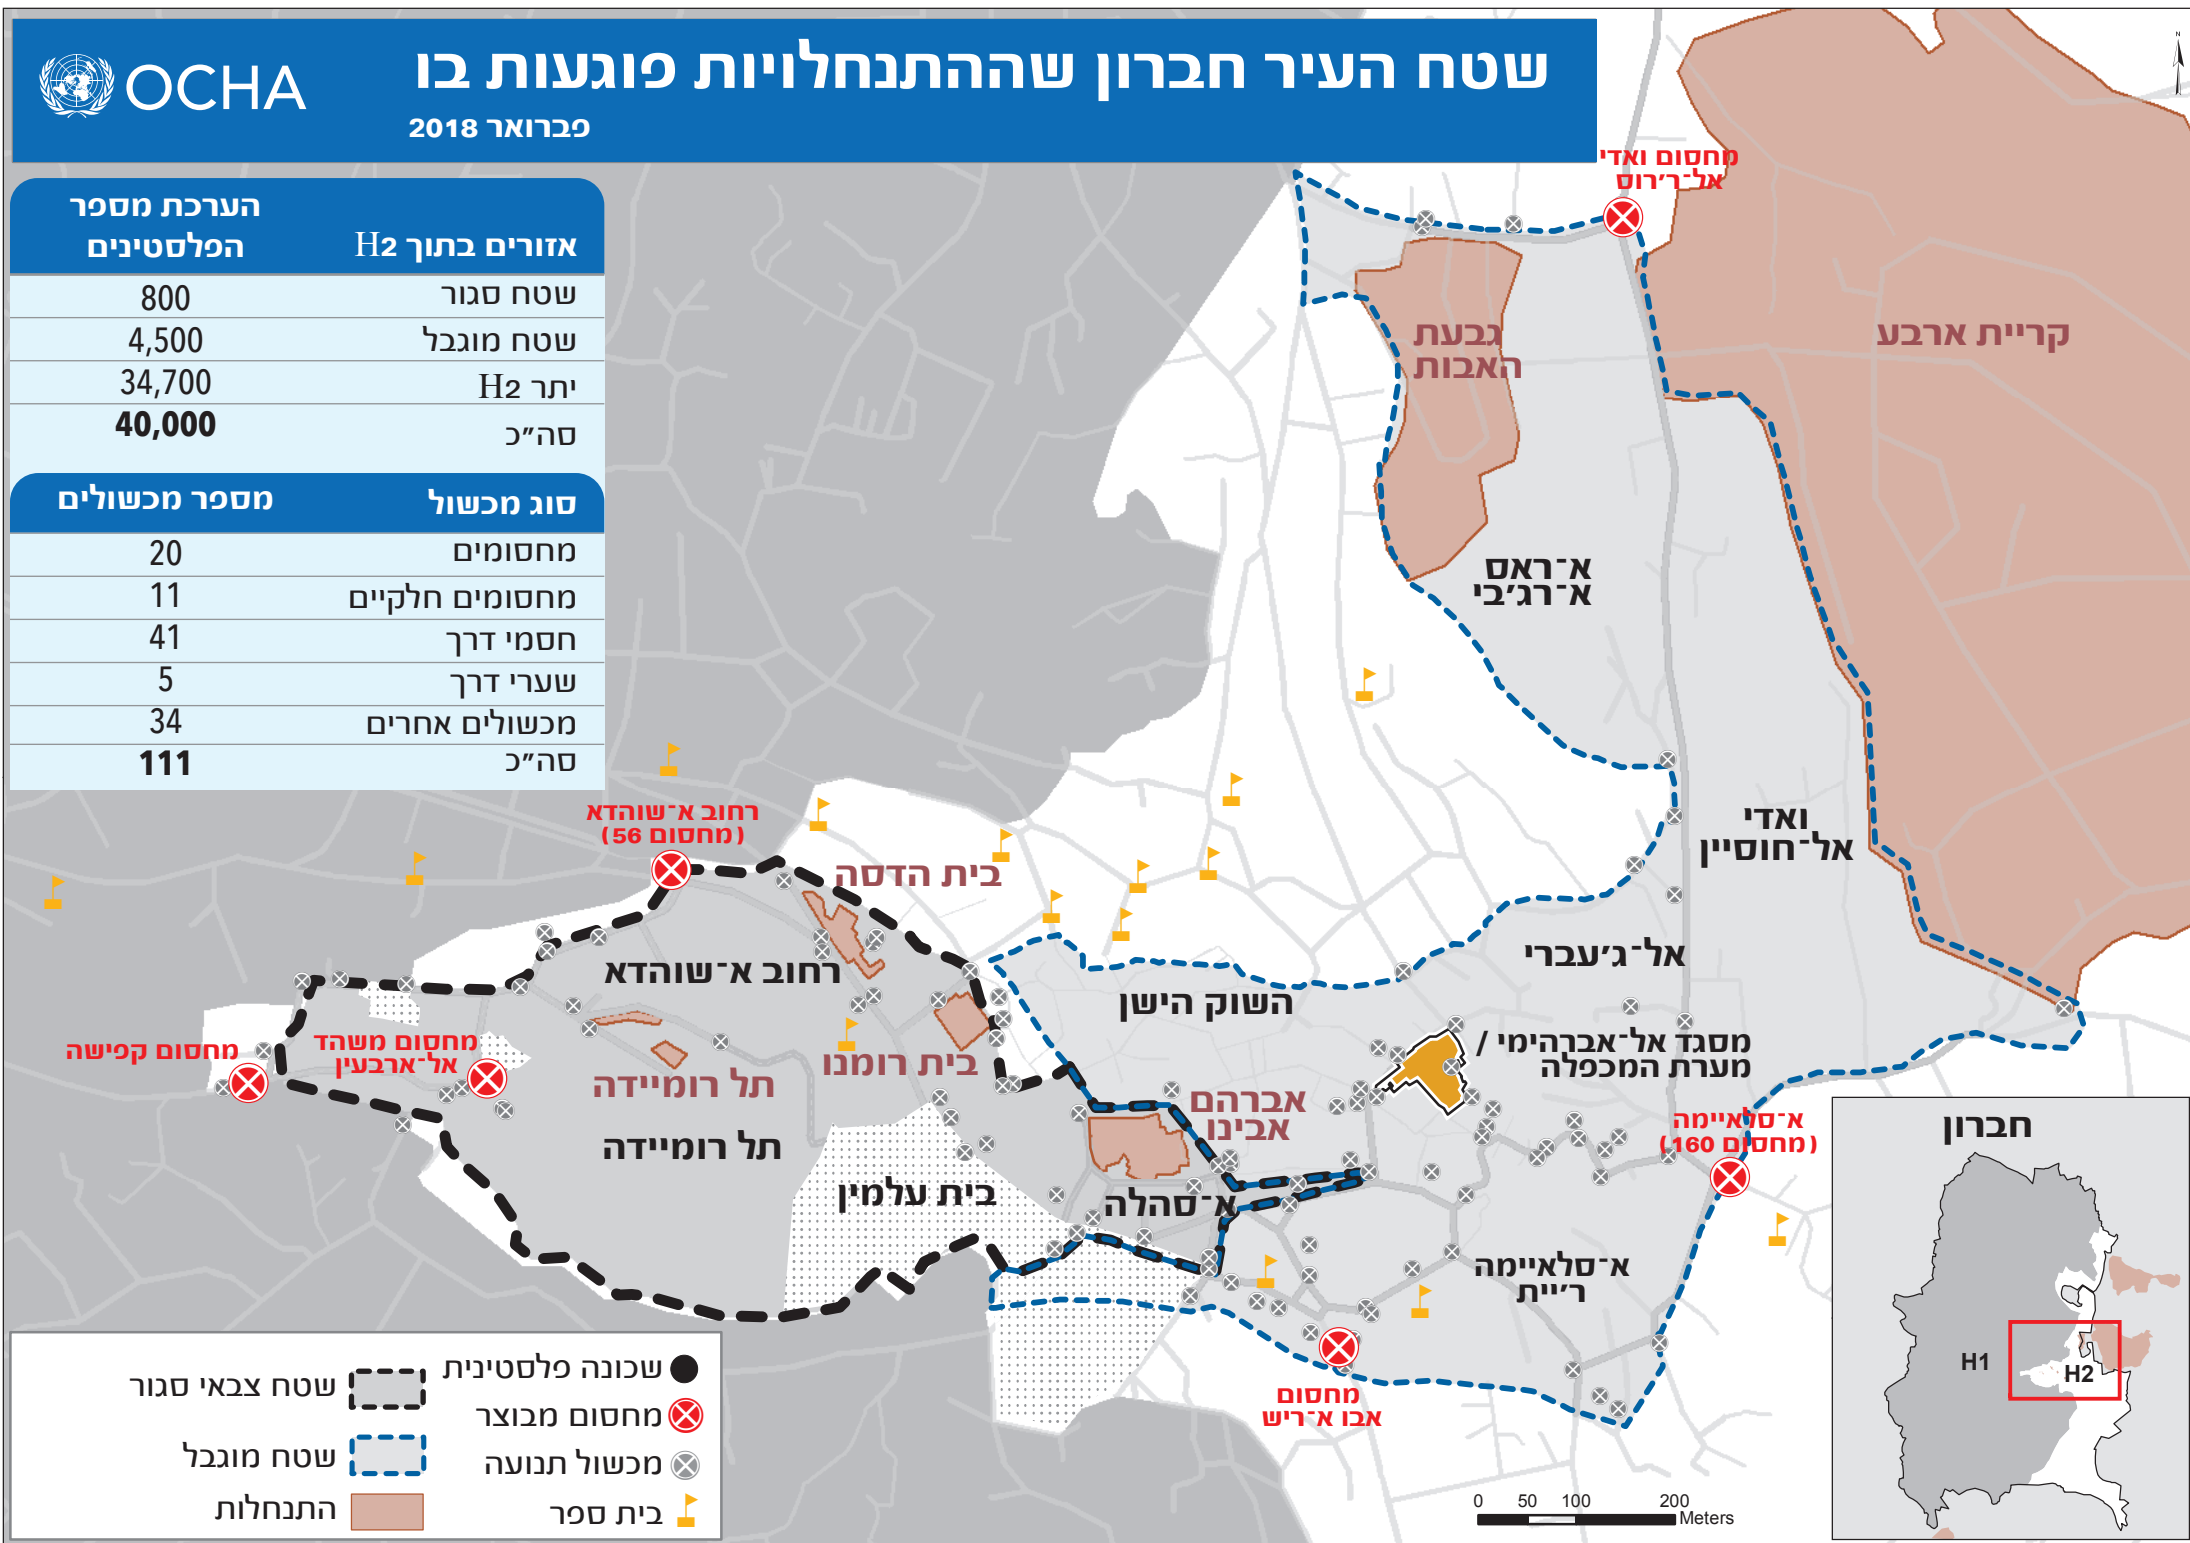 OCHA
שטח העיר חברון שההתנחלויות פוגעות בו
פברואר 2018
אזורים בתוך H2 הערכת מספר הפלסטינים
שטח סגור 800
שטח מוגבל 4,500
יתר H2 34,700
סה"כ 40,000
סוג מכשול מספר מכשולים
מחסומים 20
מחסומים חלקיים 11
חסמי דרך 41
שערי דרך 5
מכשולים אחרים 34
סה"כ 111
N
מחסום ואדי
אל־ר'רוס
קריית ארבע
גבעת
האבות
א־ראס
א־רג'בי
ואדי
אל־חוסיין
רחוב א־שוהדא
(מחסום 56)
בית הדסה
רחוב א־שוהדא
אל־ג'עברי
השוק הישן
מסגד אל־אברהימי /
מערת המכפלה
מחסום קפישה
מחסום משהד
אל־ארבעין
תל רומיידה
בית רומנו
אברהם
אבינו
תל רומיידה
א־סלאיימה
(מחסום 160)
בית עלמין
א־סהלה
א־סלאיימה
ר'יית
מחסום
אבו א־ריש
שכונה פלסטינית
מחסום מבוצר
מכשול תנועה
בית ספר
שטח צבאי סגור
שטח מוגבל
התנחלות
0 50 100 200
Meters
חברון
H1
H2